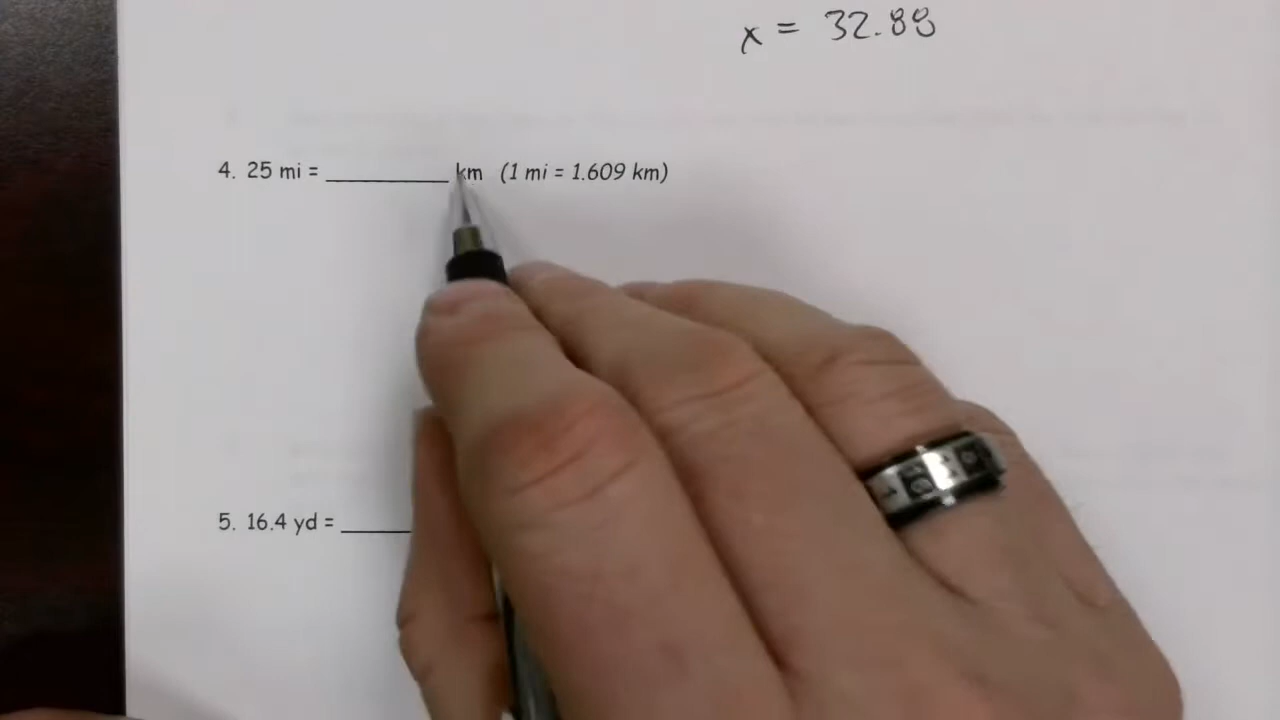 x = 32.88
4. 25 mi = __________ km (1 mi = 1.609 km)
5. 16.4 yd = ______